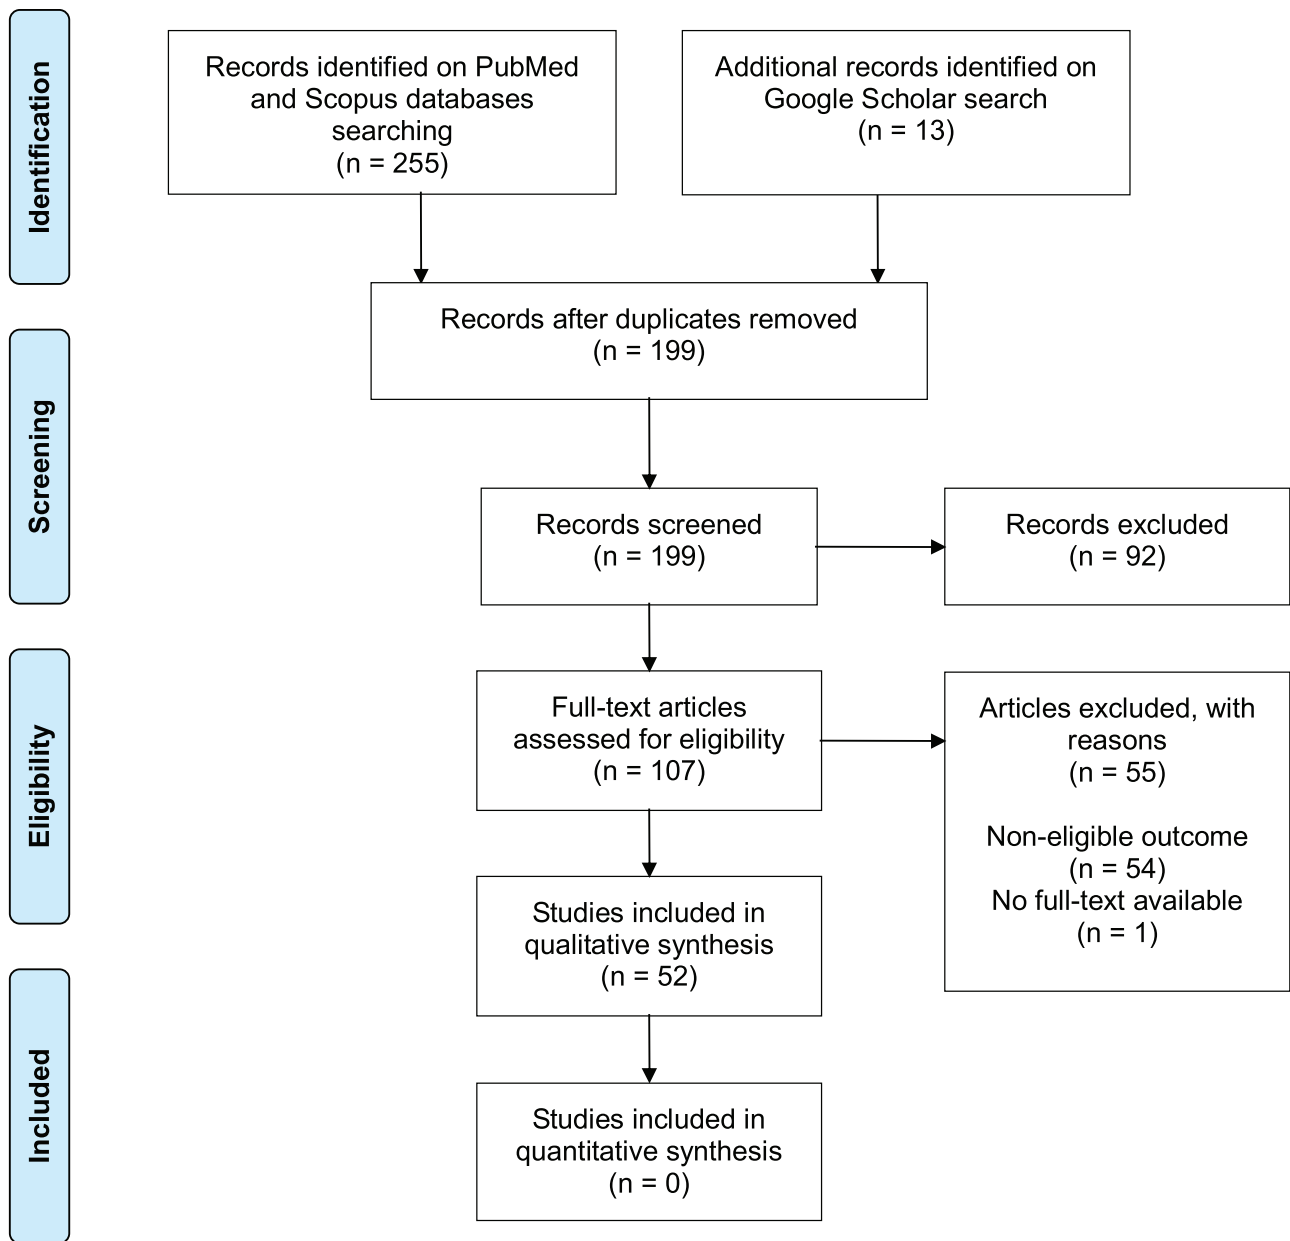 Identification
Records identified on PubMed
and Scopus databases
searching
(n = 255)
Additional records identified on
Google Scholar search
(n = 13)
Records after duplicates removed
(n = 199)
Screening
Records screened
(n = 199)
Records excluded
(n = 92)
Eligibility
Full-text articles
assessed for eligibility
(n = 107)
Articles excluded, with
reasons
(n = 55)
Non-eligible outcome
(n = 54)
No full-text available
(n = 1)
Studies included in
qualitative synthesis
(n = 52)
Included
Studies included in
quantitative synthesis
(n = 0)